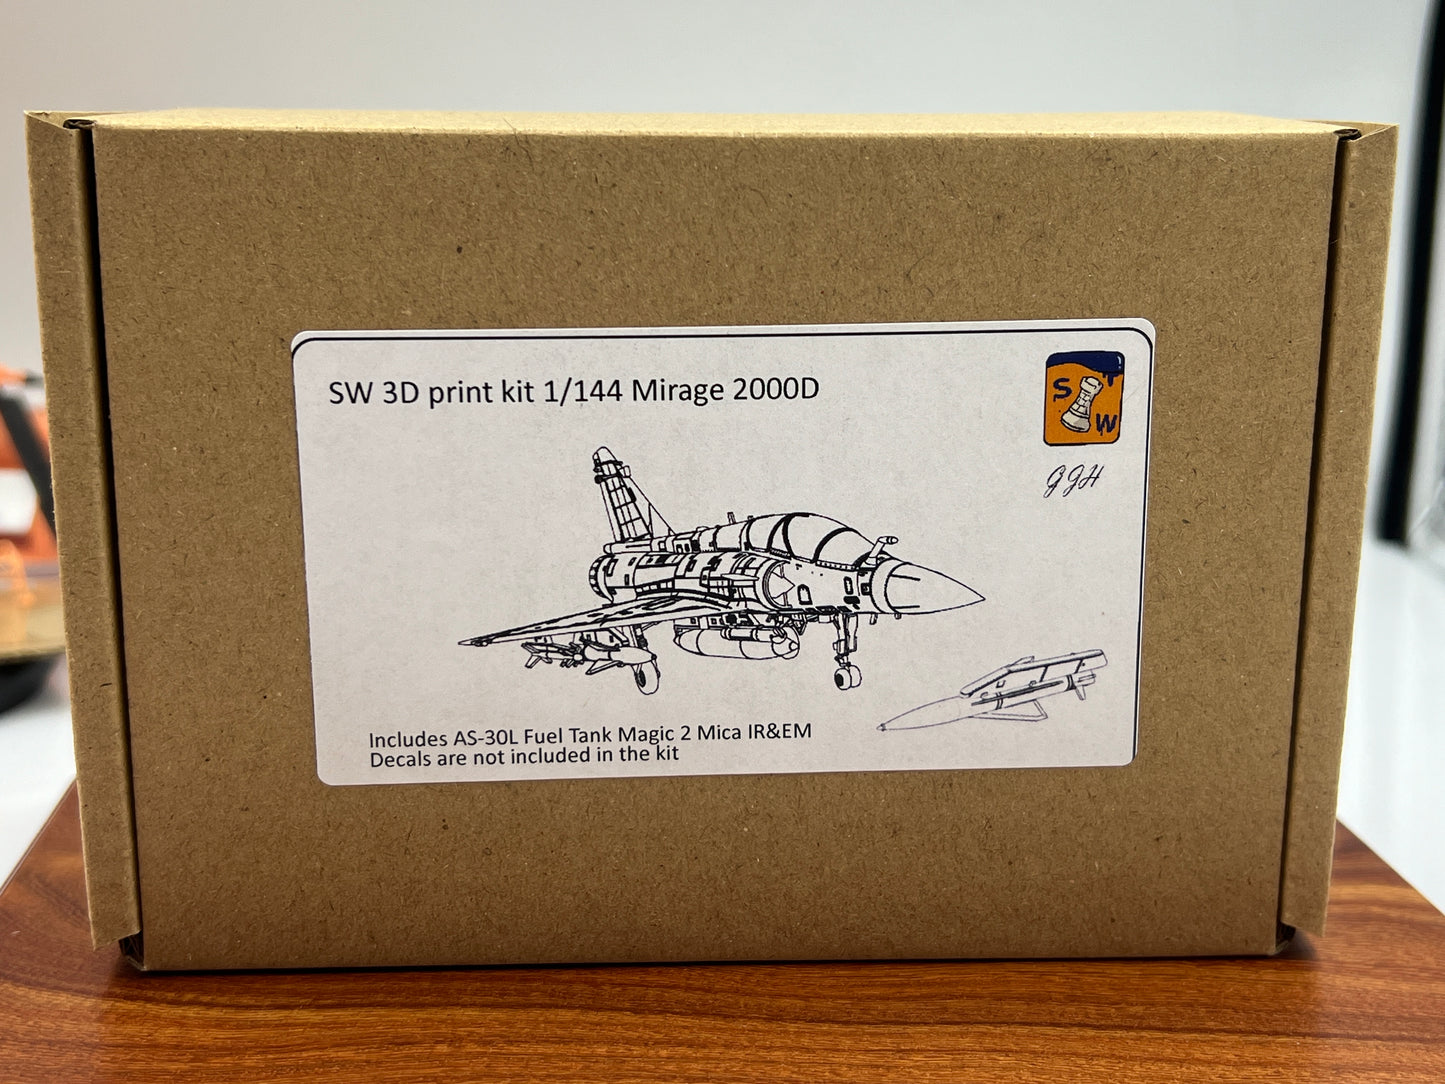 SW 3D print kit 1/144 Mirage 2000D
S
W
GJH
Includes AS-30L Fuel Tank Magic 2 Mica IR&EM
Decals are not included in the kit